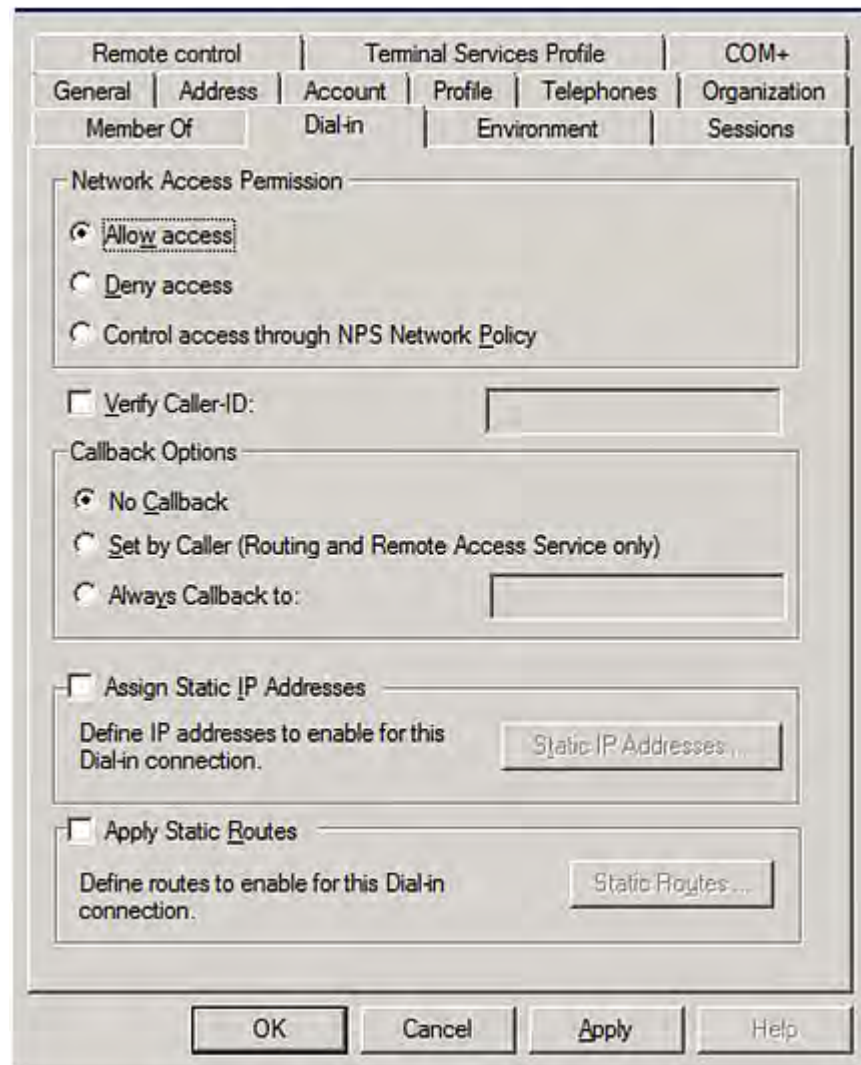 Remote control Terminal Services Profile COM+
General Address Account Profile Telephones Organization
Member Of Dial-in Environment Sessions
Network Access Permission
Allow access
Deny access
Control access through NPS Network Policy
Verify Caller-ID:
Callback Options
No Callback
Set by Caller (Routing and Remote Access Service only)
Always Callback to:
Assign Static IP Addresses
Define IP addresses to enable for this
Dial-in connection.
Static IP Addresses ...
Apply Static Routes
Define routes to enable for this Dial-in
connection.
Static Routes ...
OK Cancel Apply Help